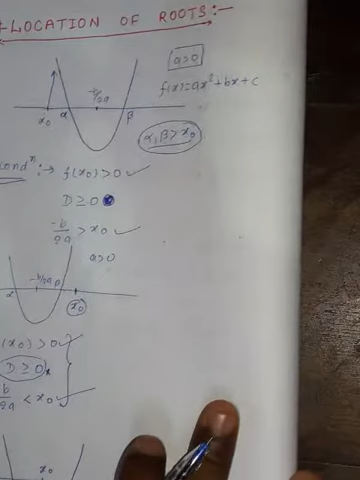 LOCATION OF ROOTS:-
a>0
f(x)=ax²+bx+c
-b/2a
x₀ α β
α,β > x₀
cond^n :→ f(x₀)>0 ✓
D ≥ 0
-b/2a > x₀ ✓
a>0
-b/2a β
α
x₀
(x₀) > 0 ✓
D ≥ 0
b/2a < x₀ ✓
x₀